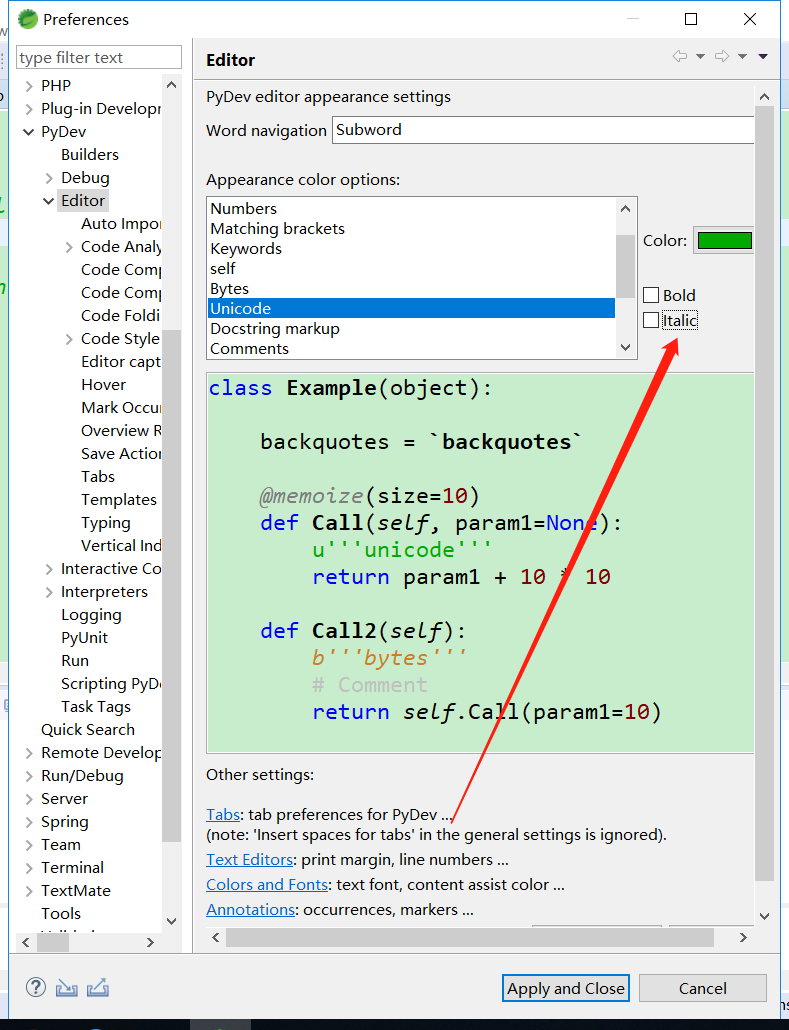 Preferences
type filter text
PHP
Plug-in Developr
PyDev
Builders
Debug
Editor
Auto Impor
Code Analy
Code Comp
Code Comp
Code Foldi
Code Style
Editor capt
Hover
Mark Occur
Overview R
Save Action
Tabs
Templates
Typing
Vertical Ind
Interactive Co
Interpreters
Logging
PyUnit
Run
Scripting PyDe
Task Tags
Quick Search
Remote Develop
Run/Debug
Server
Spring
Team
Terminal
TextMate
Tools
Editor
PyDev editor appearance settings
Word navigation Subword
Appearance color options:
Numbers
Matching brackets
Keywords
self
Bytes
Unicode
Docstring markup
Comments
Color:
Bold
Italic
class Example(object):
backquotes = `backquotes`
@memoize(size=10)
def Call(self, param1=None):
u'''unicode'''
return param1 + 10 * 10
def Call2(self):
b'''bytes'''
# Comment
return self.Call(param1=10)
Other settings:
Tabs: tab preferences for PyDev ...
(note: 'Insert spaces for tabs' in the general settings is ignored).
Text Editors: print margin, line numbers ...
Colors and Fonts: text font, content assist color ...
Annotations: occurrences, markers ...
Apply and Close
Cancel